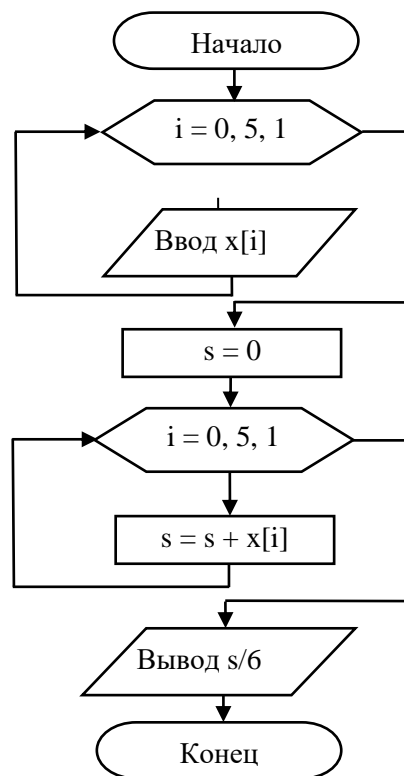 Начало
i = 0, 5, 1
Ввод x[i]
s = 0
i = 0, 5, 1
s = s + x[i]
Вывод s/6
Конец